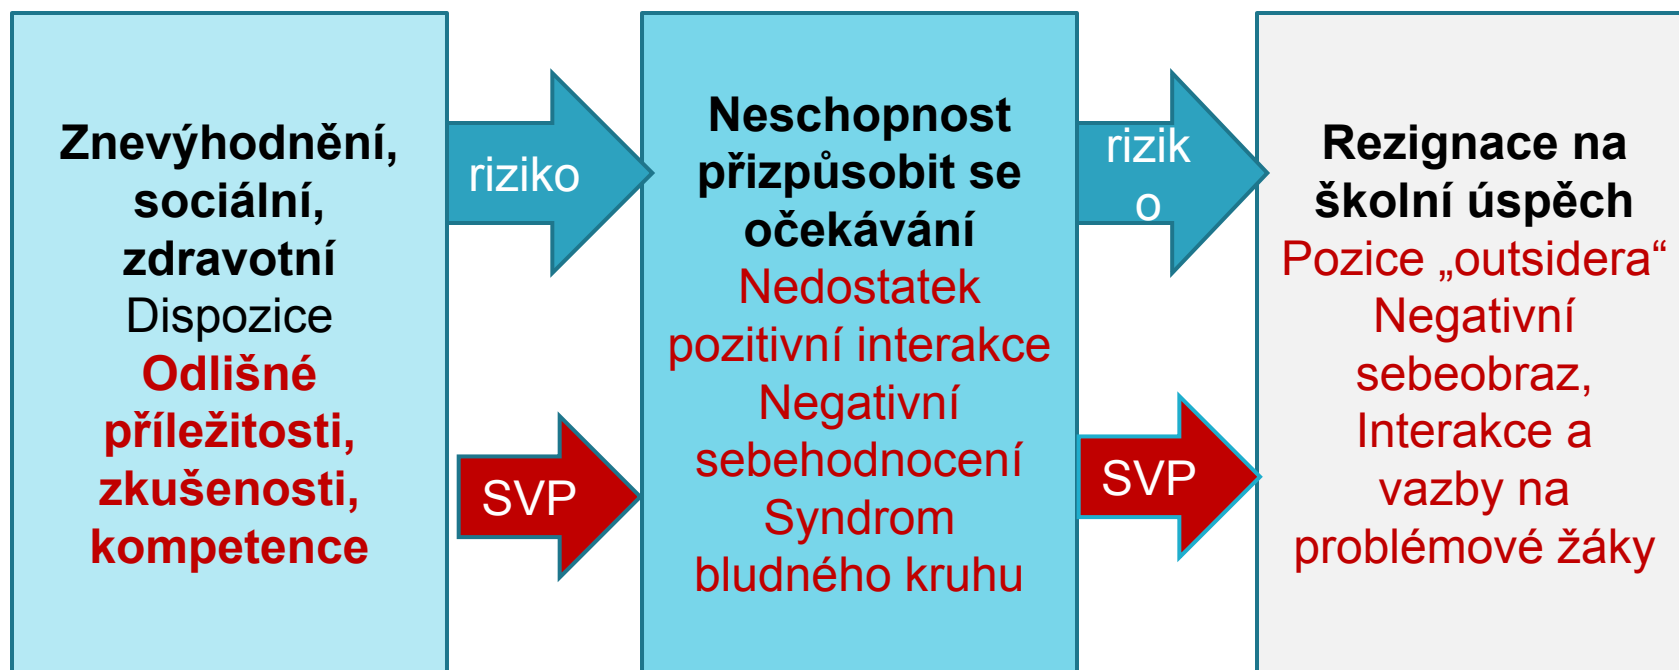 Znevýhodnění,
sociální,
zdravotní
Dispozice
Odlišné
příležitosti,
zkušenosti,
kompetence
riziko
SVP
Neschopnost
přizpůsobit se
očekávání
Nedostatek
pozitivní interakce
Negativní
sebehodnocení
Syndrom
bludného kruhu
rizik
o
SVP
Rezignace na
školní úspěch
Pozice „outsidera“
Negativní
sebeobraz,
Interakce a
vazby na
problémové žáky